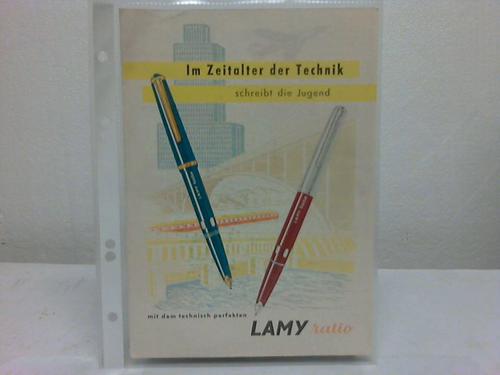 Im Zeitalter der Technik
schreibt die Jugend
mit dem technisch perfekten
LAMY ratio